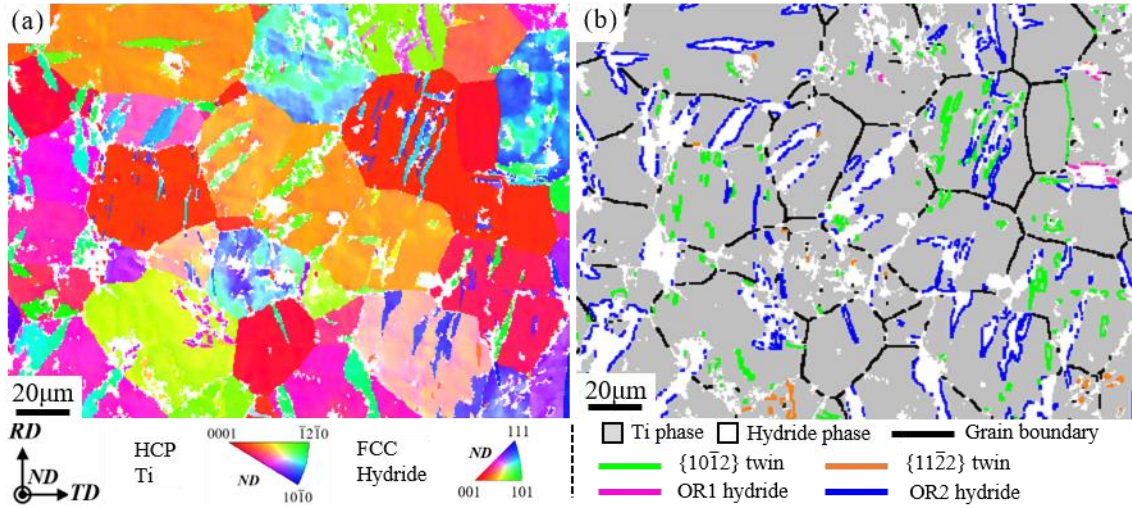 (a)
(b)
20μm
20μm
RD
ND
TD
HCP
Ti
0001
1̅21̅0
ND
101̅0
FCC
Hydride
111
ND
001
101
Ti phase
Hydride phase
Grain boundary
{101̅2} twin
{112̅2} twin
OR1 hydride
OR2 hydride